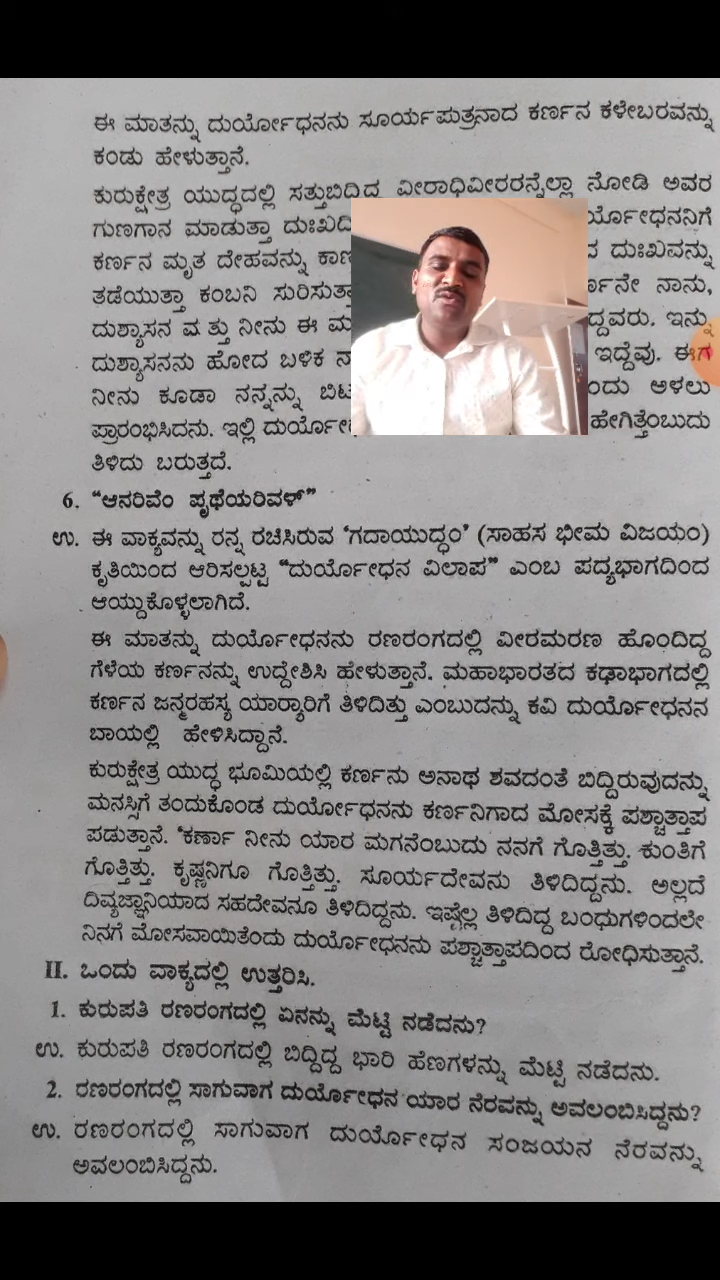 ಈ ಮಾತನ್ನು ದುರ್ಯೋಧನನು ಸೂರ್ಯಪುತ್ರನಾದ ಕರ್ಣನ ಕಳೇಬರವನ್ನು
ಕಂಡು ಹೇಳುತ್ತಾನೆ.
ಕುರುಕ್ಷೇತ್ರ ಯುದ್ಧದಲ್ಲಿ ಸತ್ತುಬಿದ್ದಿದ್ದ ವೀರಾಧಿವೀರರನ್ನೆಲ್ಲಾ ನೋಡಿ ಅವರ
ಗುಣಗಾನ ಮಾಡುತ್ತಾ
ಕರ್ಣನ ಮೃತ ದೇಹವನ್ನು ದುಃಖವನ್ನು
ತಡೆಯುತ್ತಾ ಕಂಬನಿ ನಾನು,
ದುಶ್ಯಾಸನ ಮತ್ತು ನೀನು ಈ ಇನ್ನು
ದುಶ್ಯಾಸನನು ಹೋದ ಬಳಿಕ ಇದ್ದೆವು. ಈಗ
ನೀನು ಕೂಡಾ ನನ್ನನ್ನು ಅಳಲು
ಪ್ರಾರಂಭಿಸಿದನು. ಇಲ್ಲಿ ಹೇಗಿತ್ತೆಂಬುದು
ತಿಳಿದು ಬರುತ್ತದೆ.
6. “ಆನರಿವೆಂ ಪೃಥೆಯರಿವಳ್”
ಉ. ಈ ವಾಕ್ಯವನ್ನು ರನ್ನ ರಚಿಸಿರುವ ‘ಗದಾಯುದ್ಧಂ’ (ಸಾಹಸ ಭೀಮ ವಿಜಯಂ)
ಕೃತಿಯಿಂದ ಆರಿಸಲ್ಪಟ್ಟ “ದುರ್ಯೋಧನ ವಿಲಾಪ” ಎಂಬ ಪದ್ಯಭಾಗದಿಂದ
ಆಯ್ದುಕೊಳ್ಳಲಾಗಿದೆ.
ಈ ಮಾತನ್ನು ದುರ್ಯೋಧನನು ರಣರಂಗದಲ್ಲಿ ವೀರಮರಣ ಹೊಂದಿದ್ದ
ಗೆಳೆಯ ಕರ್ಣನನ್ನು ಉದ್ದೇಶಿಸಿ ಹೇಳುತ್ತಾನೆ. ಮಹಾಭಾರತದ ಕಥಾಭಾಗದಲ್ಲಿ
ಕರ್ಣನ ಜನ್ಮರಹಸ್ಯ ಯಾರ‍್ಯಾರಿಗೆ ತಿಳಿದಿತ್ತು ಎಂಬುದನ್ನು ಕವಿ ದುರ್ಯೋಧನನ
ಬಾಯಲ್ಲಿ ಹೇಳಿಸಿದ್ದಾನೆ.
ಕುರುಕ್ಷೇತ್ರ ಯುದ್ಧ ಭೂಮಿಯಲ್ಲಿ ಕರ್ಣನು ಅನಾಥ ಶವದಂತೆ ಬಿದ್ದಿರುವುದನ್ನು
ಮನಸ್ಸಿಗೆ ತಂದುಕೊಂಡ ದುರ್ಯೋಧನನು ಕರ್ಣನಿಗಾದ ಮೋಸಕ್ಕೆ ಪಶ್ಚಾತ್ತಾಪ
ಪಡುತ್ತಾನೆ. ‘ಕರ್ಣಾ ನೀನು ಯಾರ ಮಗನೆಂಬುದು ನನಗೆ ಗೊತ್ತಿತ್ತು. ಕುಂತಿಗೆ
ಗೊತ್ತಿತ್ತು. ಕೃಷ್ಣನಿಗೂ ಗೊತ್ತಿತ್ತು. ಸೂರ್ಯದೇವನು ತಿಳಿದಿದ್ದನು. ಅಲ್ಲದೆ
ದಿವ್ಯಜ್ಞಾನಿಯಾದ ಸಹದೇವನೂ ತಿಳಿದಿದ್ದನು. ಇಷ್ಟೆಲ್ಲ ತಿಳಿದಿದ್ದ ಬಂಧುಗಳಿಂದಲೇ
ನಿನಗೆ ಮೋಸವಾಯಿತೆಂದು ದುರ್ಯೋಧನನು ಪಶ್ಚಾತ್ತಾಪದಿಂದ ರೋಧಿಸುತ್ತಾನೆ.
II. ಒಂದು ವಾಕ್ಯದಲ್ಲಿ ಉತ್ತರಿಸಿ.
1. ಕುರುಪತಿ ರಣರಂಗದಲ್ಲಿ ಏನನ್ನು ಮೆಟ್ಟಿ ನಡೆದನು?
ಉ. ಕುರುಪತಿ ರಣರಂಗದಲ್ಲಿ ಬಿದ್ದಿದ್ದ ಭಾರಿ ಹೆಣಗಳನ್ನು ಮೆಟ್ಟಿ ನಡೆದನು.
2. ರಣರಂಗದಲ್ಲಿ ಸಾಗುವಾಗ ದುರ್ಯೋಧನ ಯಾರ ನೆರವನ್ನು ಅವಲಂಬಿಸಿದ್ದನು?
ಉ. ರಣರಂಗದಲ್ಲಿ ಸಾಗುವಾಗ ದುರ್ಯೋಧನ ಸಂಜಯನ ನೆರವನ್ನು
ಅವಲಂಬಿಸಿದ್ದನು.